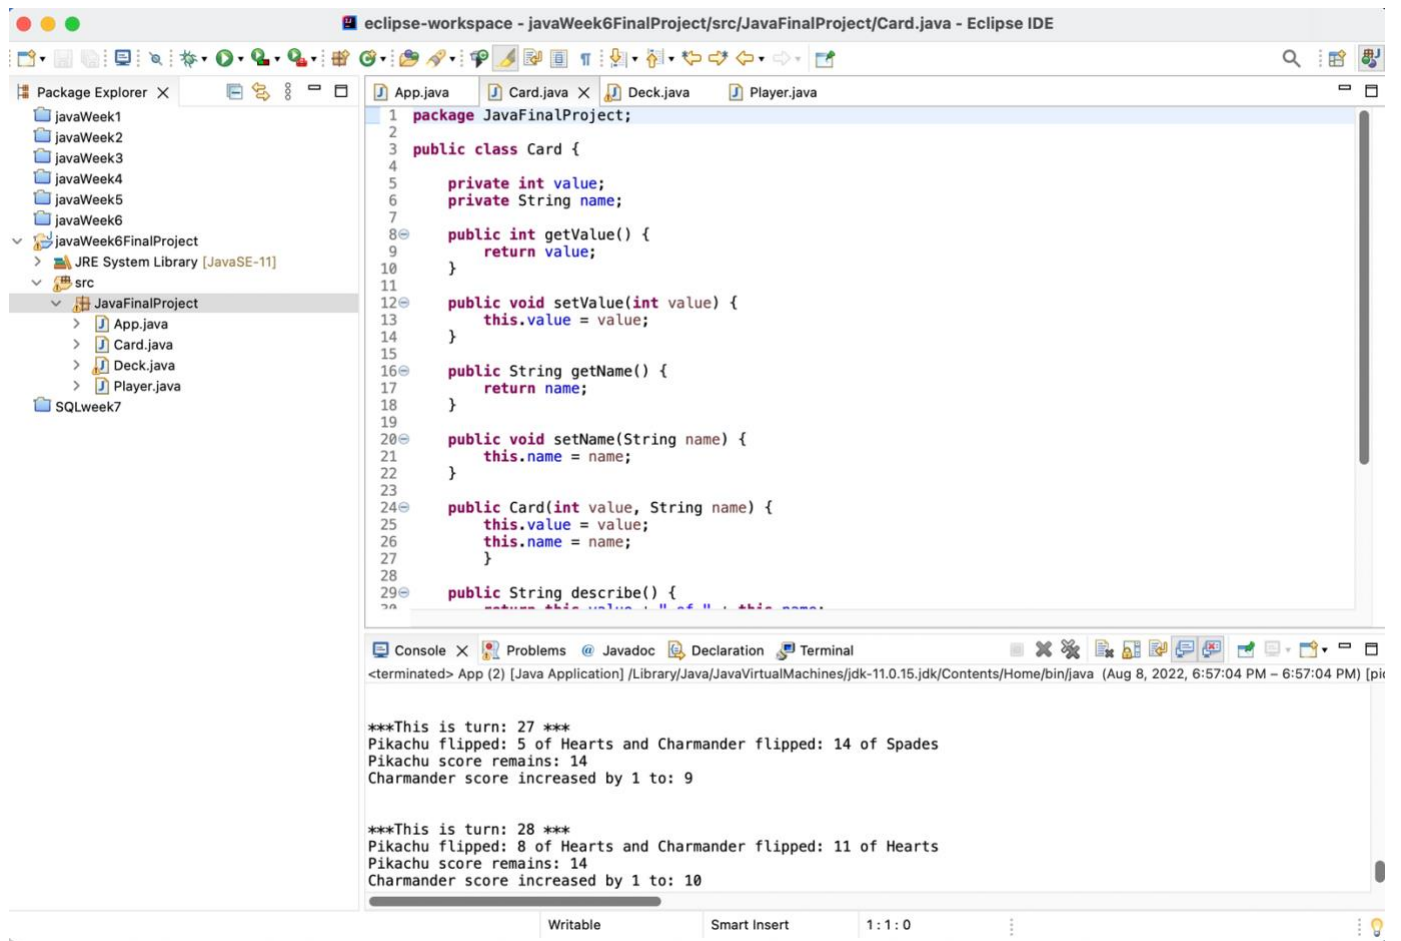 eclipse-workspace - javaWeek6FinalProject/src/JavaFinalProject/Card.java - Eclipse IDE
Package Explorer
javaWeek1
javaWeek2
javaWeek3
javaWeek4
javaWeek5
javaWeek6
javaWeek6FinalProject
JRE System Library [JavaSE-11]
src
JavaFinalProject
App.java
Card.java
Deck.java
Player.java
SQLweek7
App.java Card.java Deck.java Player.java
1 package JavaFinalProject;
2
3 public class Card {
4
5 private int value;
6 private String name;
7
8 public int getValue() {
9 return value;
10 }
11
12 public void setValue(int value) {
13 this.value = value;
14 }
15
16 public String getName() {
17 return name;
18 }
19
20 public void setName(String name) {
21 this.name = name;
22 }
23
24 public Card(int value, String name) {
25 this.value = value;
26 this.name = name;
27 }
28
29 public String describe() {
30 return this.value + " of " + this.name;
Console Problems @ Javadoc Declaration Terminal
<terminated> App (2) [Java Application] /Library/Java/JavaVirtualMachines/jdk-11.0.15.jdk/Contents/Home/bin/java (Aug 8, 2022, 6:57:04 PM – 6:57:04 PM) [pi
***This is turn: 27 ***
Pikachu flipped: 5 of Hearts and Charmander flipped: 14 of Spades
Pikachu score remains: 14
Charmander score increased by 1 to: 9
***This is turn: 28 ***
Pikachu flipped: 8 of Hearts and Charmander flipped: 11 of Hearts
Pikachu score remains: 14
Charmander score increased by 1 to: 10
Writable Smart Insert 1 : 1 : 0